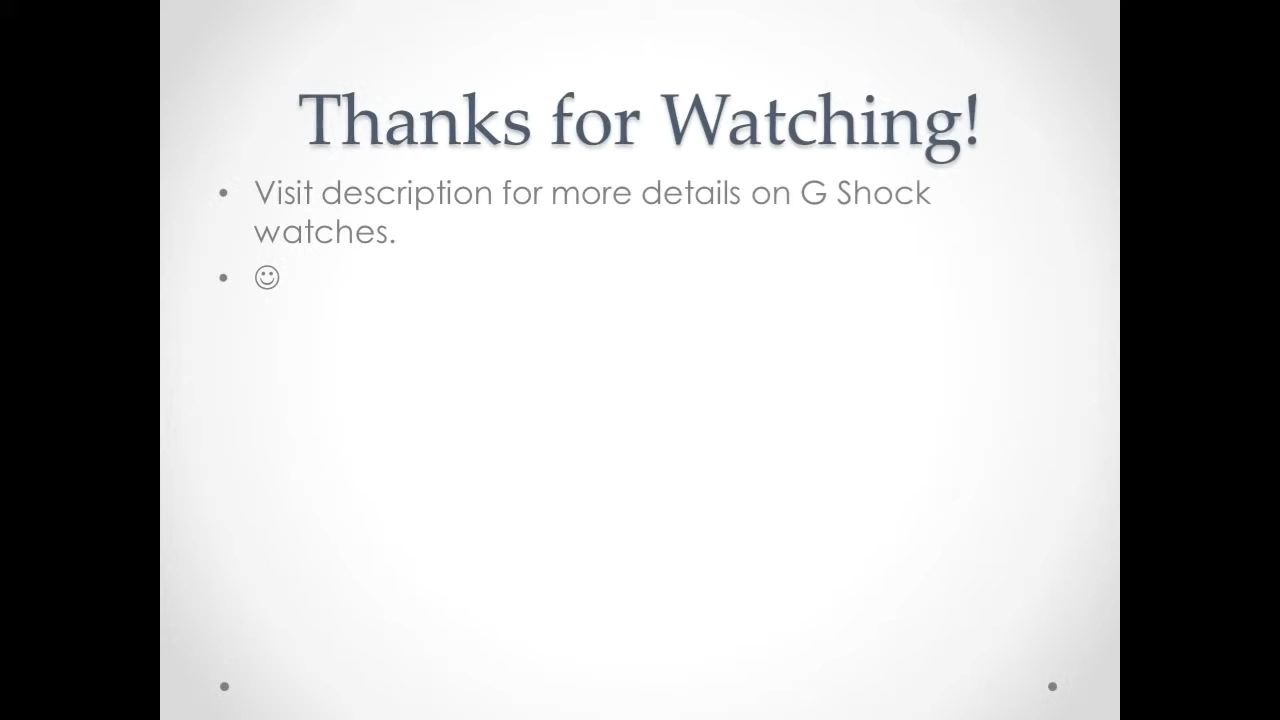 Thanks for Watching!
• Visit description for more details on G Shock
watches.
• ☺